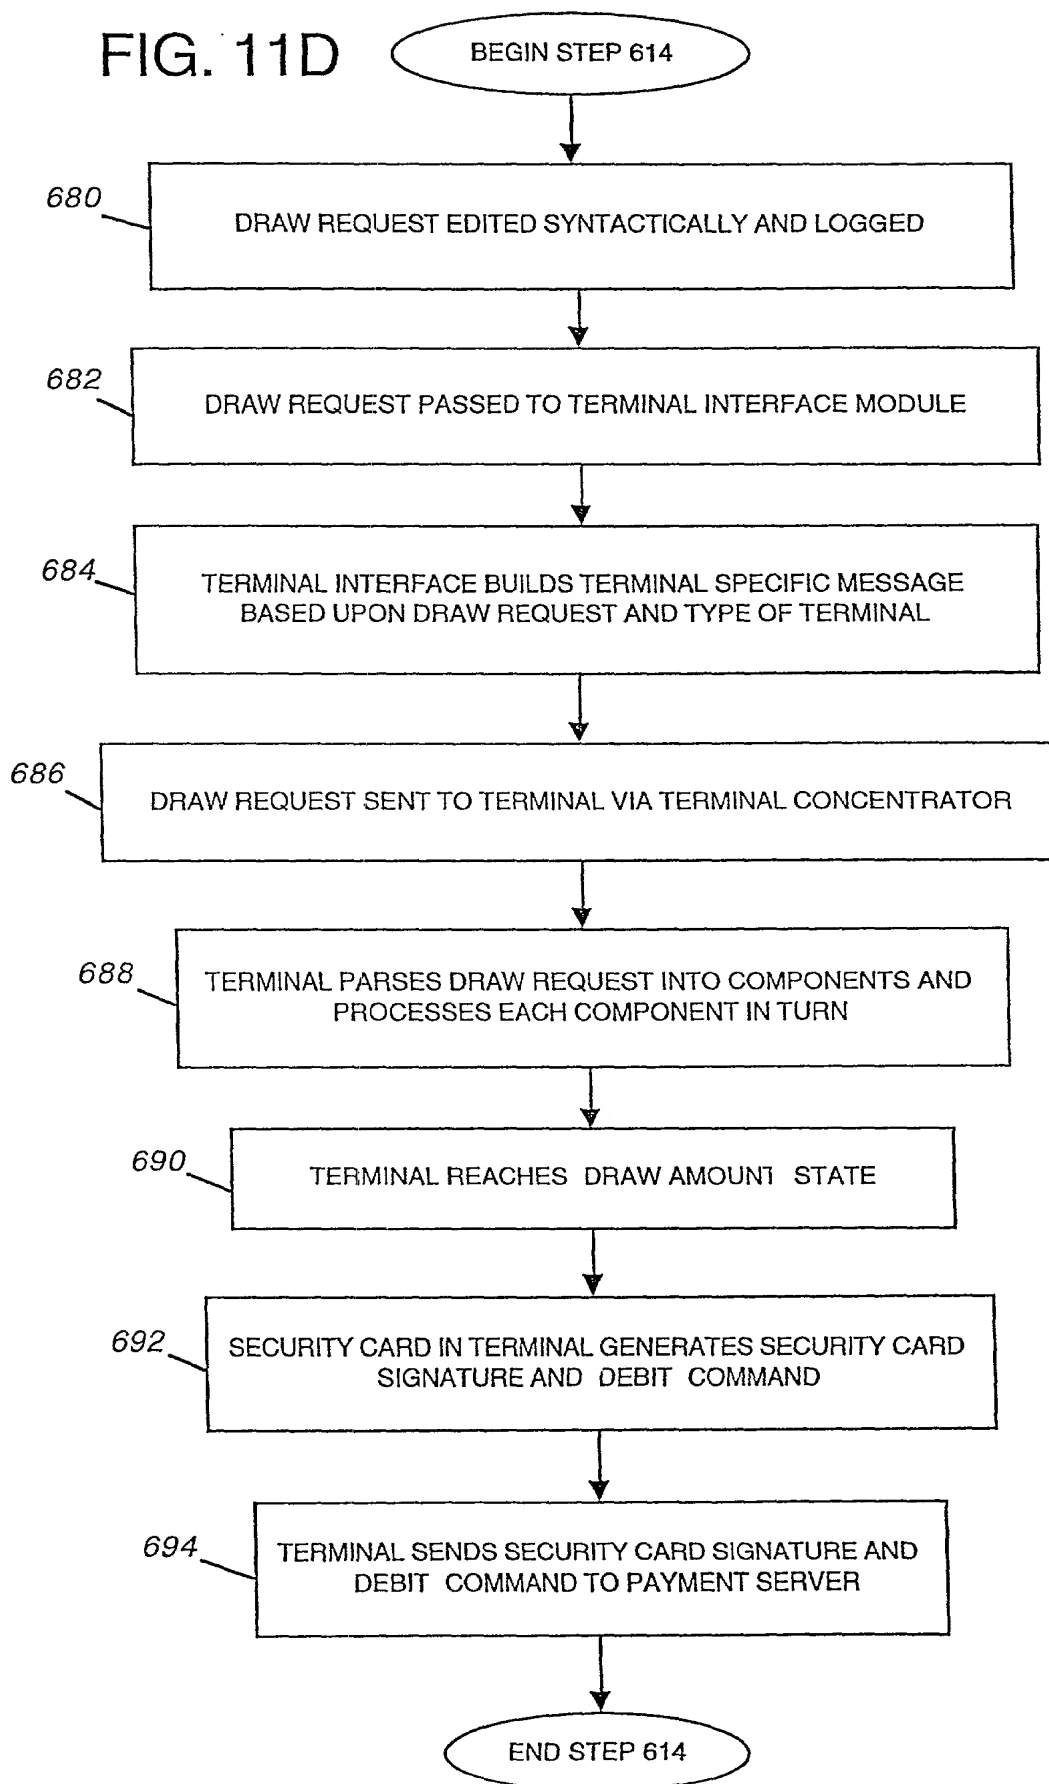 FIG. 11D
BEGIN STEP 614
680
DRAW REQUEST EDITED SYNTACTICALLY AND LOGGED
682
DRAW REQUEST PASSED TO TERMINAL INTERFACE MODULE
684
TERMINAL INTERFACE BUILDS TERMINAL SPECIFIC MESSAGE
BASED UPON DRAW REQUEST AND TYPE OF TERMINAL
686
DRAW REQUEST SENT TO TERMINAL VIA TERMINAL CONCENTRATOR
688
TERMINAL PARSES DRAW REQUEST INTO COMPONENTS AND
PROCESSES EACH COMPONENT IN TURN
690
TERMINAL REACHES DRAW AMOUNT STATE
692
SECURITY CARD IN TERMINAL GENERATES SECURITY CARD
SIGNATURE AND DEBIT COMMAND
694
TERMINAL SENDS SECURITY CARD SIGNATURE AND
DEBIT COMMAND TO PAYMENT SERVER
END STEP 614